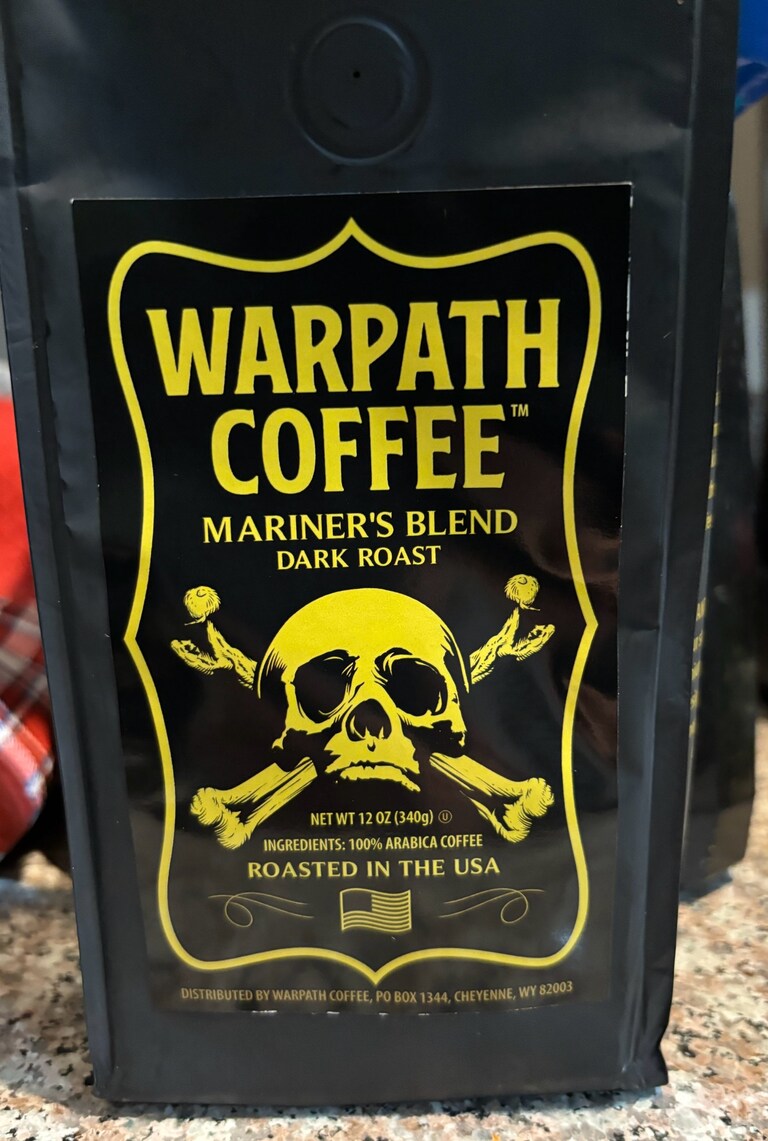 WARPATH
COFFEE™
MARINER'S BLEND
DARK ROAST
NET WT 12 OZ (340g) Ⓤ
INGREDIENTS: 100% ARABICA COFFEE
ROASTED IN THE USA
DISTRIBUTED BY WARPATH COFFEE, PO BOX 1344, CHEYENNE, WY 82003